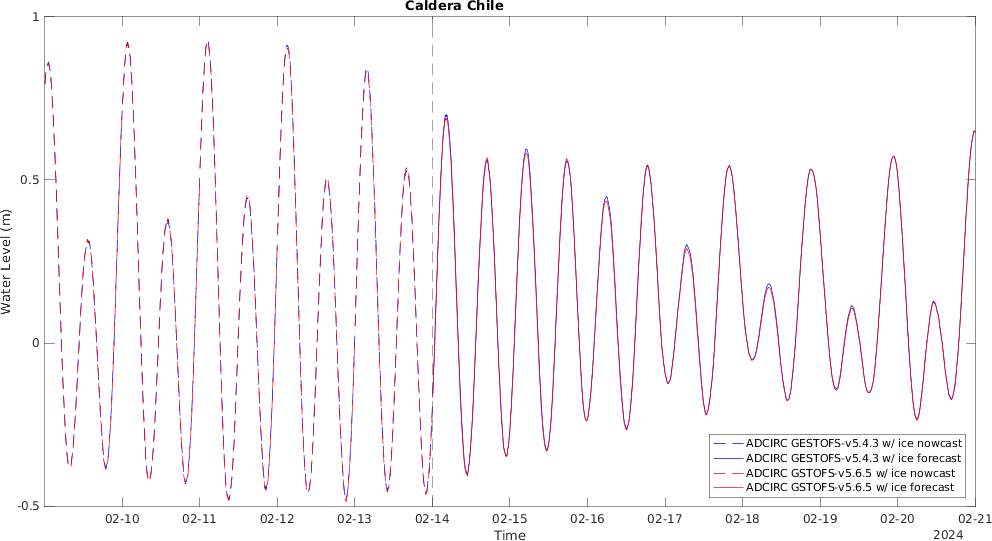 Caldera Chile
1
0.5
0
-0.5
Water Level (m)
ADCIRC GESTOFS-v5.4.3 w/ ice nowcast
ADCIRC GESTOFS-v5.4.3 w/ ice forecast
ADCIRC GSTOFS-v5.6.5 w/ ice nowcast
ADCIRC GSTOFS-v5.6.5 w/ ice forecast
02-10 02-11 02-12 02-13 02-14 02-15 02-16 02-17 02-18 02-19 02-20 02-21
Time
2024